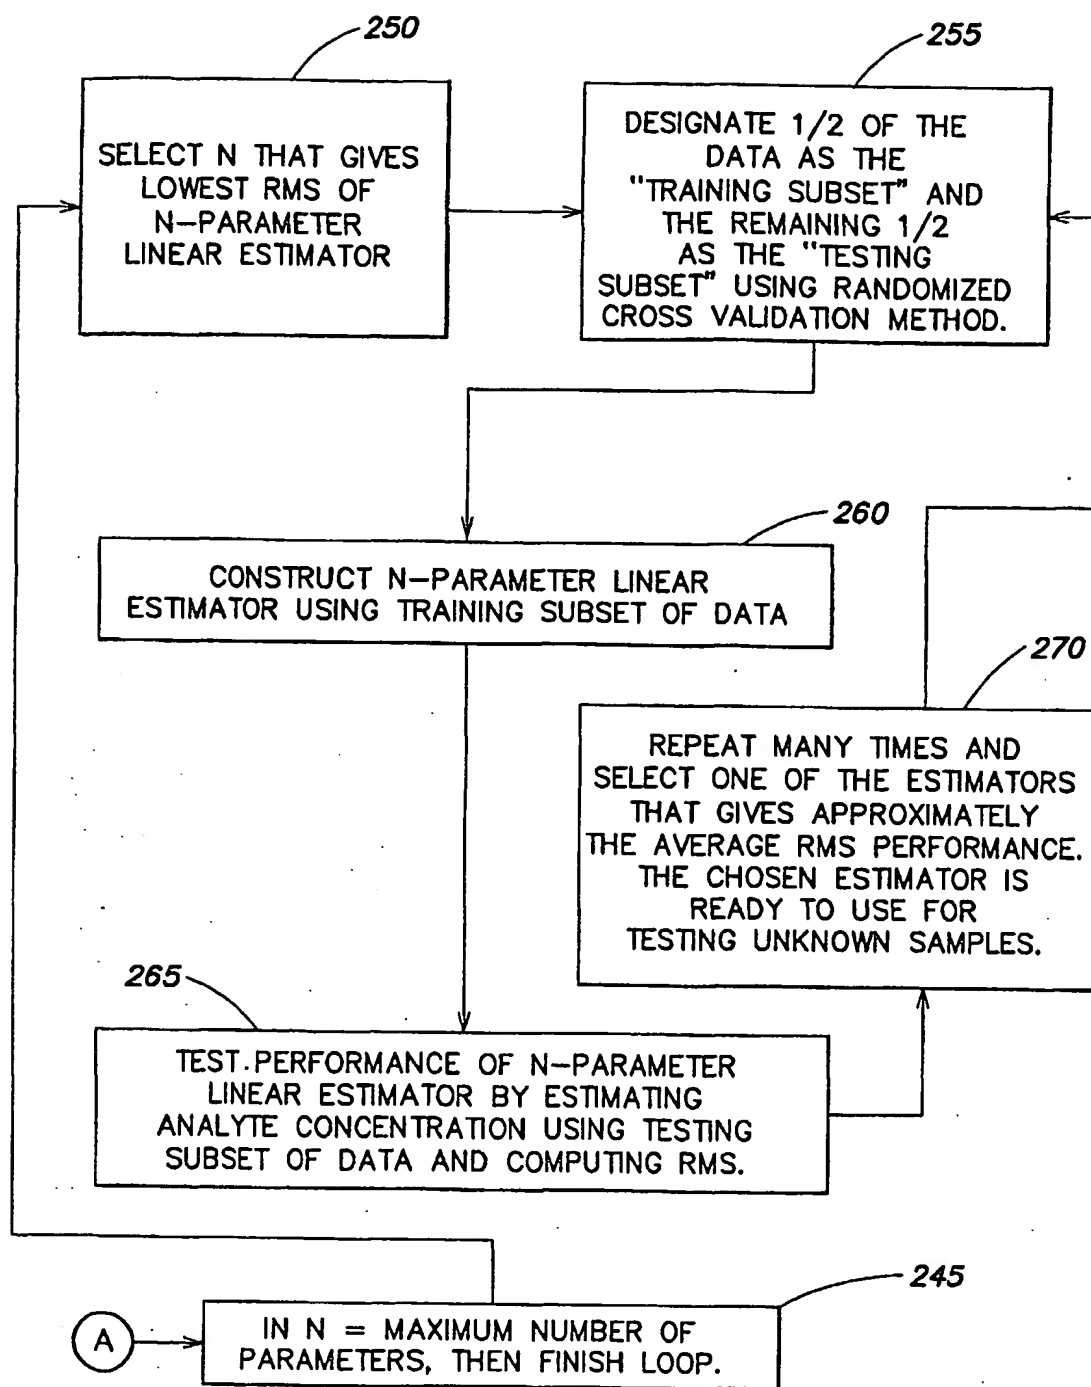 250
SELECT N THAT GIVES
LOWEST RMS OF
N-PARAMETER
LINEAR ESTIMATOR
255
DESIGNATE 1/2 OF THE
DATA AS THE
"TRAINING SUBSET" AND
THE REMAINING 1/2
AS THE "TESTING
SUBSET" USING RANDOMIZED
CROSS VALIDATION METHOD.
260
CONSTRUCT N-PARAMETER LINEAR
ESTIMATOR USING TRAINING SUBSET OF DATA
265
TEST.PERFORMANCE OF N-PARAMETER
LINEAR ESTIMATOR BY ESTIMATING
ANALYTE CONCENTRATION USING TESTING
SUBSET OF DATA AND COMPUTING RMS.
270
REPEAT MANY TIMES AND
SELECT ONE OF THE ESTIMATORS
THAT GIVES APPROXIMATELY
THE AVERAGE RMS PERFORMANCE.
THE CHOSEN ESTIMATOR IS
READY TO USE FOR
TESTING UNKNOWN SAMPLES.
245
A
IN N = MAXIMUM NUMBER OF
PARAMETERS, THEN FINISH LOOP.